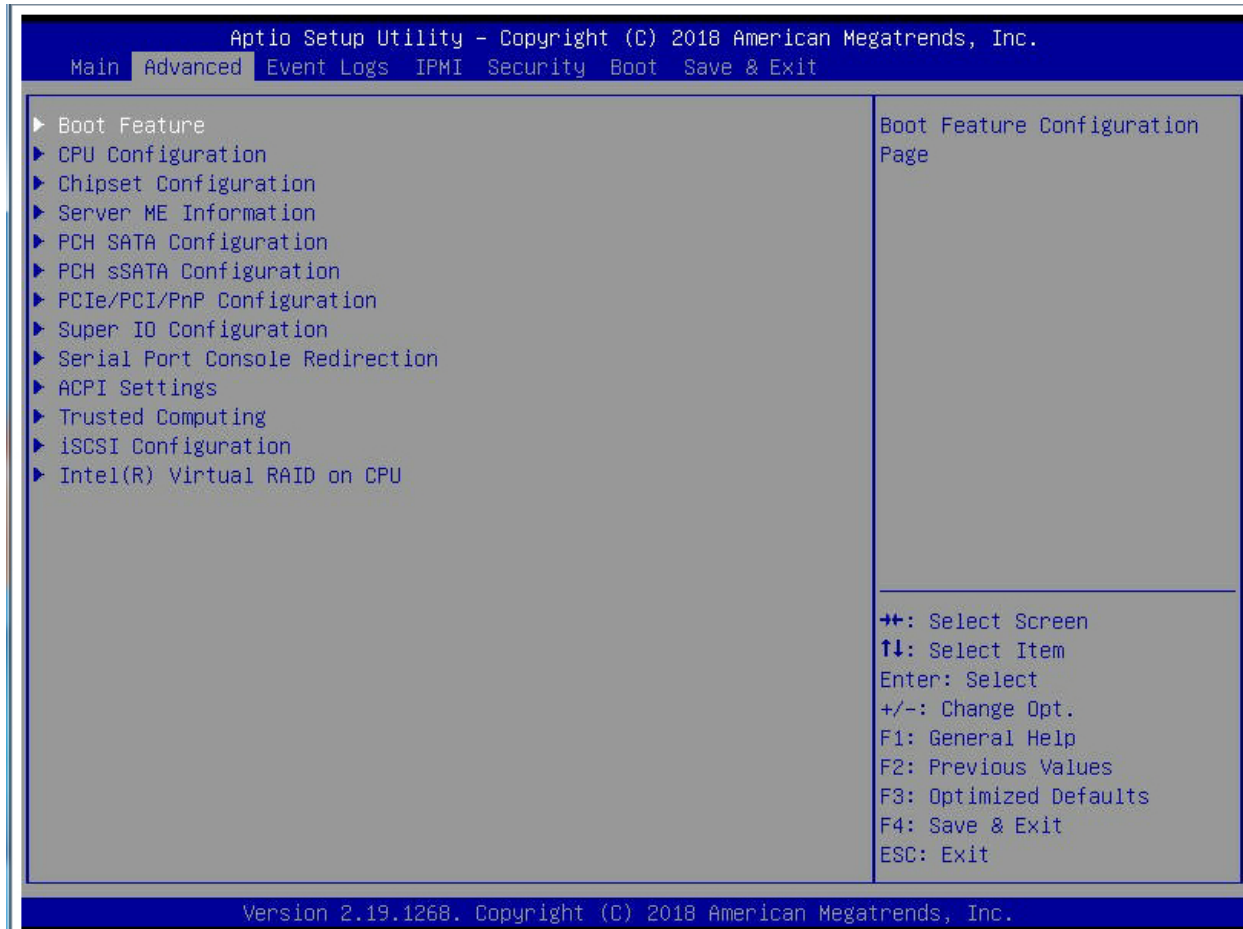 Aptio Setup Utility – Copyright (C) 2018 American Megatrends, Inc.
Main Advanced Event Logs IPMI Security Boot Save & Exit
▶ Boot Feature
▶ CPU Configuration
▶ Chipset Configuration
▶ Server ME Information
▶ PCH SATA Configuration
▶ PCH sSATA Configuration
▶ PCIe/PCI/PnP Configuration
▶ Super IO Configuration
▶ Serial Port Console Redirection
▶ ACPI Settings
▶ Trusted Computing
▶ iSCSI Configuration
▶ Intel(R) Virtual RAID on CPU
Boot Feature Configuration
Page
→←: Select Screen
↑↓: Select Item
Enter: Select
+/-: Change Opt.
F1: General Help
F2: Previous Values
F3: Optimized Defaults
F4: Save & Exit
ESC: Exit
Version 2.19.1268. Copyright (C) 2018 American Megatrends, Inc.